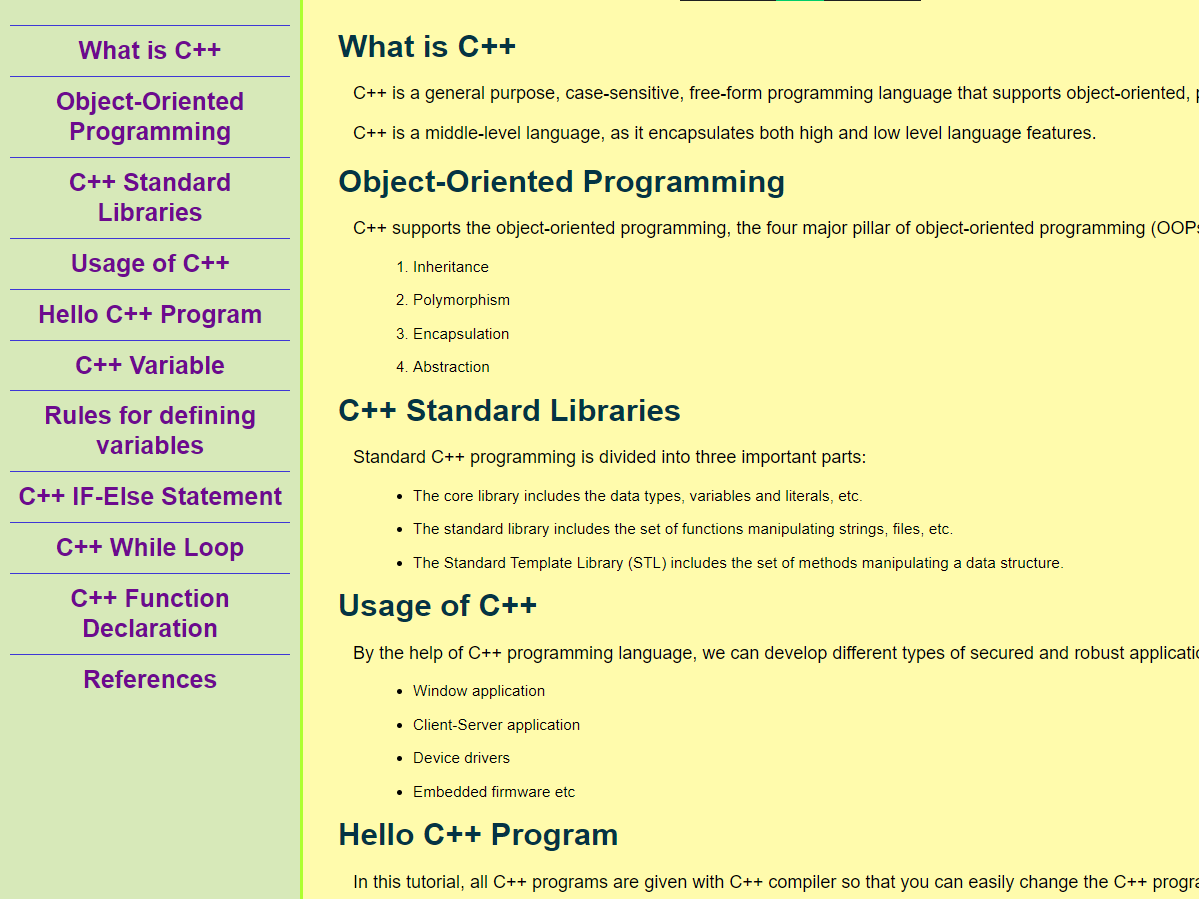 What is C++
Object-Oriented
Programming
C++ Standard
Libraries
Usage of C++
Hello C++ Program
C++ Variable
Rules for defining
variables
C++ IF-Else Statement
C++ While Loop
C++ Function
Declaration
References
What is C++
C++ is a general purpose, case-sensitive, free-form programming language that supports object-oriented,
C++ is a middle-level language, as it encapsulates both high and low level language features.
Object-Oriented Programming
C++ supports the object-oriented programming, the four major pillar of object-oriented programming (OOPs
1. Inheritance
2. Polymorphism
3. Encapsulation
4. Abstraction
C++ Standard Libraries
Standard C++ programming is divided into three important parts:
• The core library includes the data types, variables and literals, etc.
• The standard library includes the set of functions manipulating strings, files, etc.
• The Standard Template Library (STL) includes the set of methods manipulating a data structure.
Usage of C++
By the help of C++ programming language, we can develop different types of secured and robust
• Window application
• Client-Server application
• Device drivers
• Embedded firmware etc
Hello C++ Program
In this tutorial, all C++ programs are given with C++ compiler so that you can easily change the C++